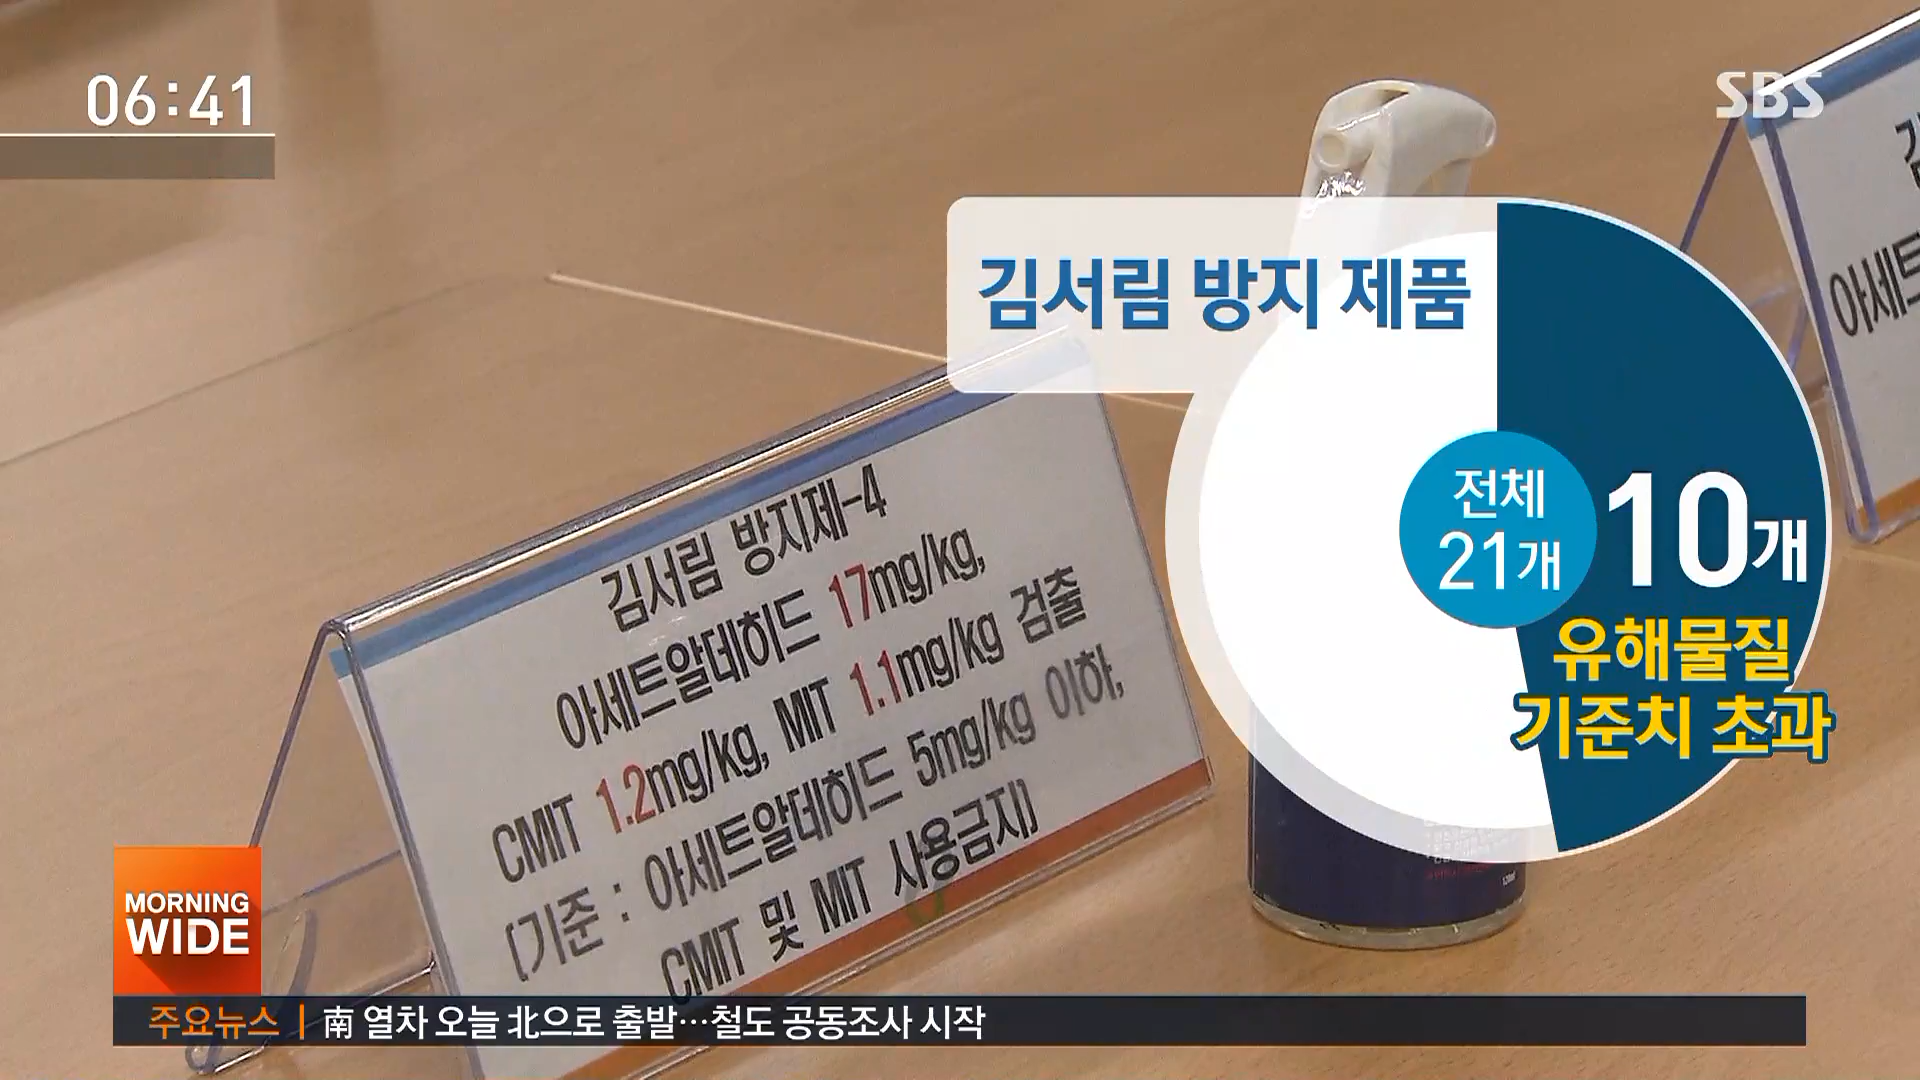 06:41
SBS
김서림 방지 제품
전체
21개
10개
유해물질
기준치 초과
김서림 방지제-4
아세트알데히드 17mg/kg,
CMIT 1.2mg/kg, MIT 1.1mg/kg 검출
[기준 : 아세트알데히드 5mg/kg 이하,
CMIT 및 MIT 사용금지]
MORNING
WIDE
주요뉴스 | 南 열차 오늘 北으로 출발…철도 공동조사 시작